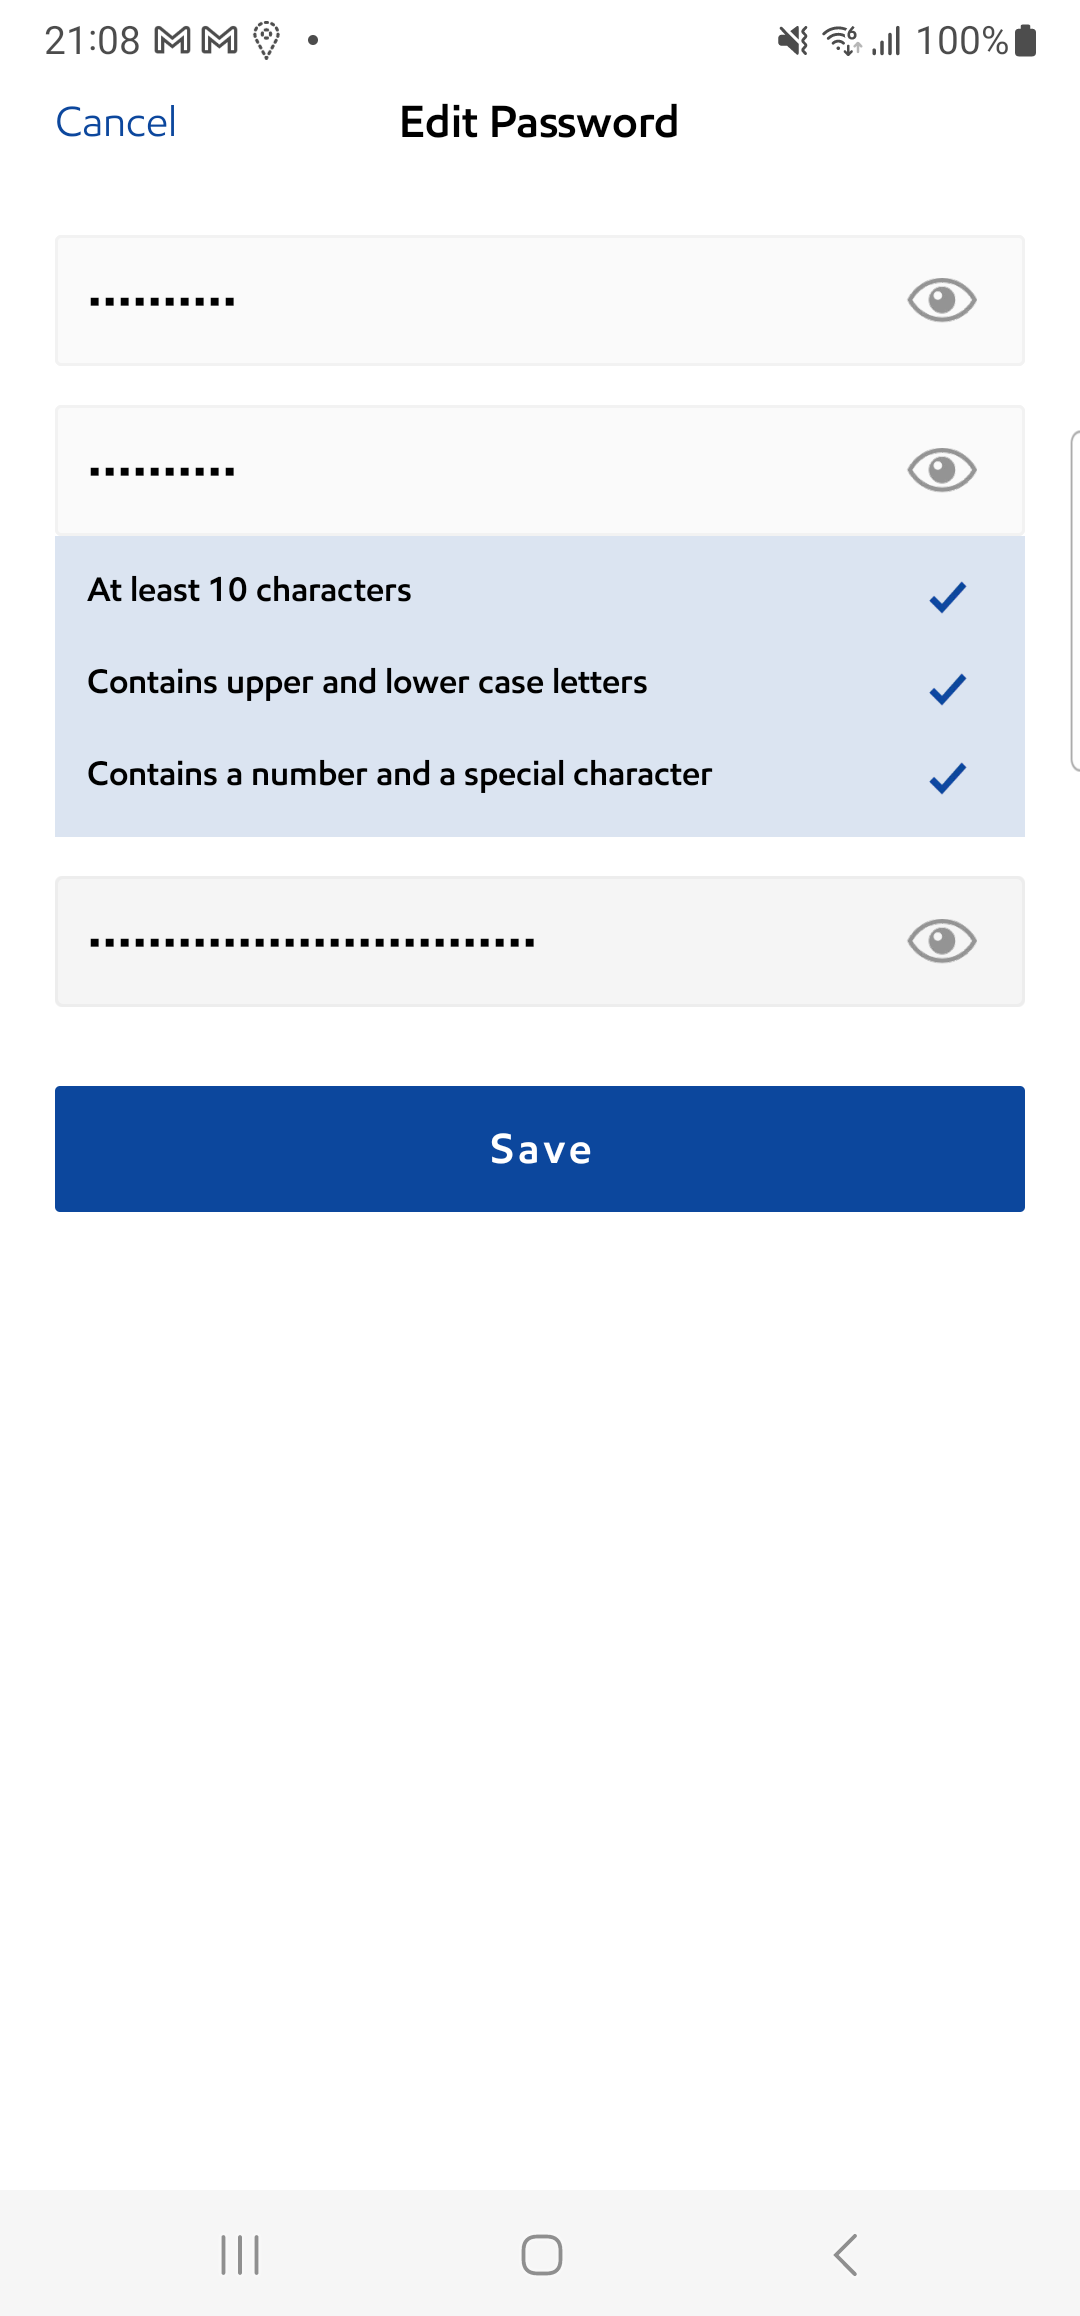 21:08
100%
Cancel
Edit Password
At least 10 characters
Contains upper and lower case letters
Contains a number and a special character
Save